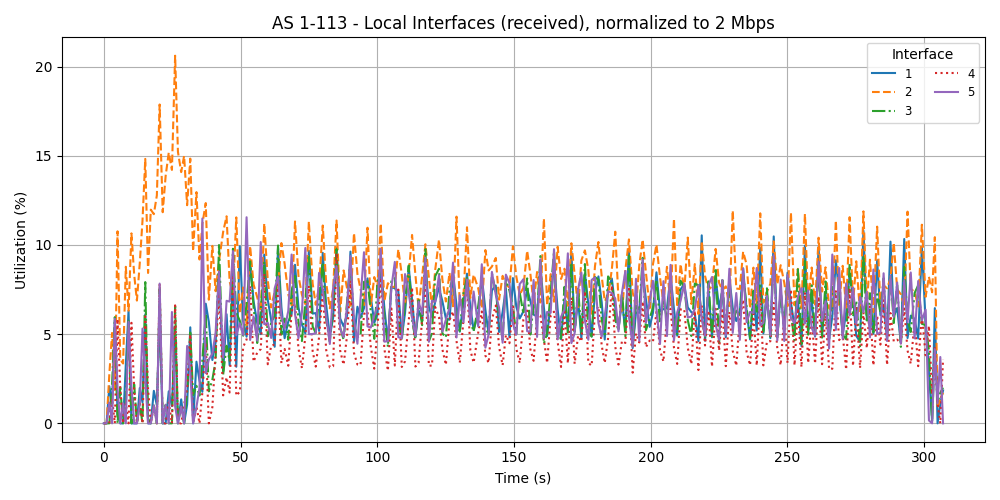 AS 1-113 - Local Interfaces (received), normalized to 2 Mbps
Utilization (%)
20
15
10
5
0
0 50 100 150 200 250 300
Time (s)
Interface
1 4
2 5
3